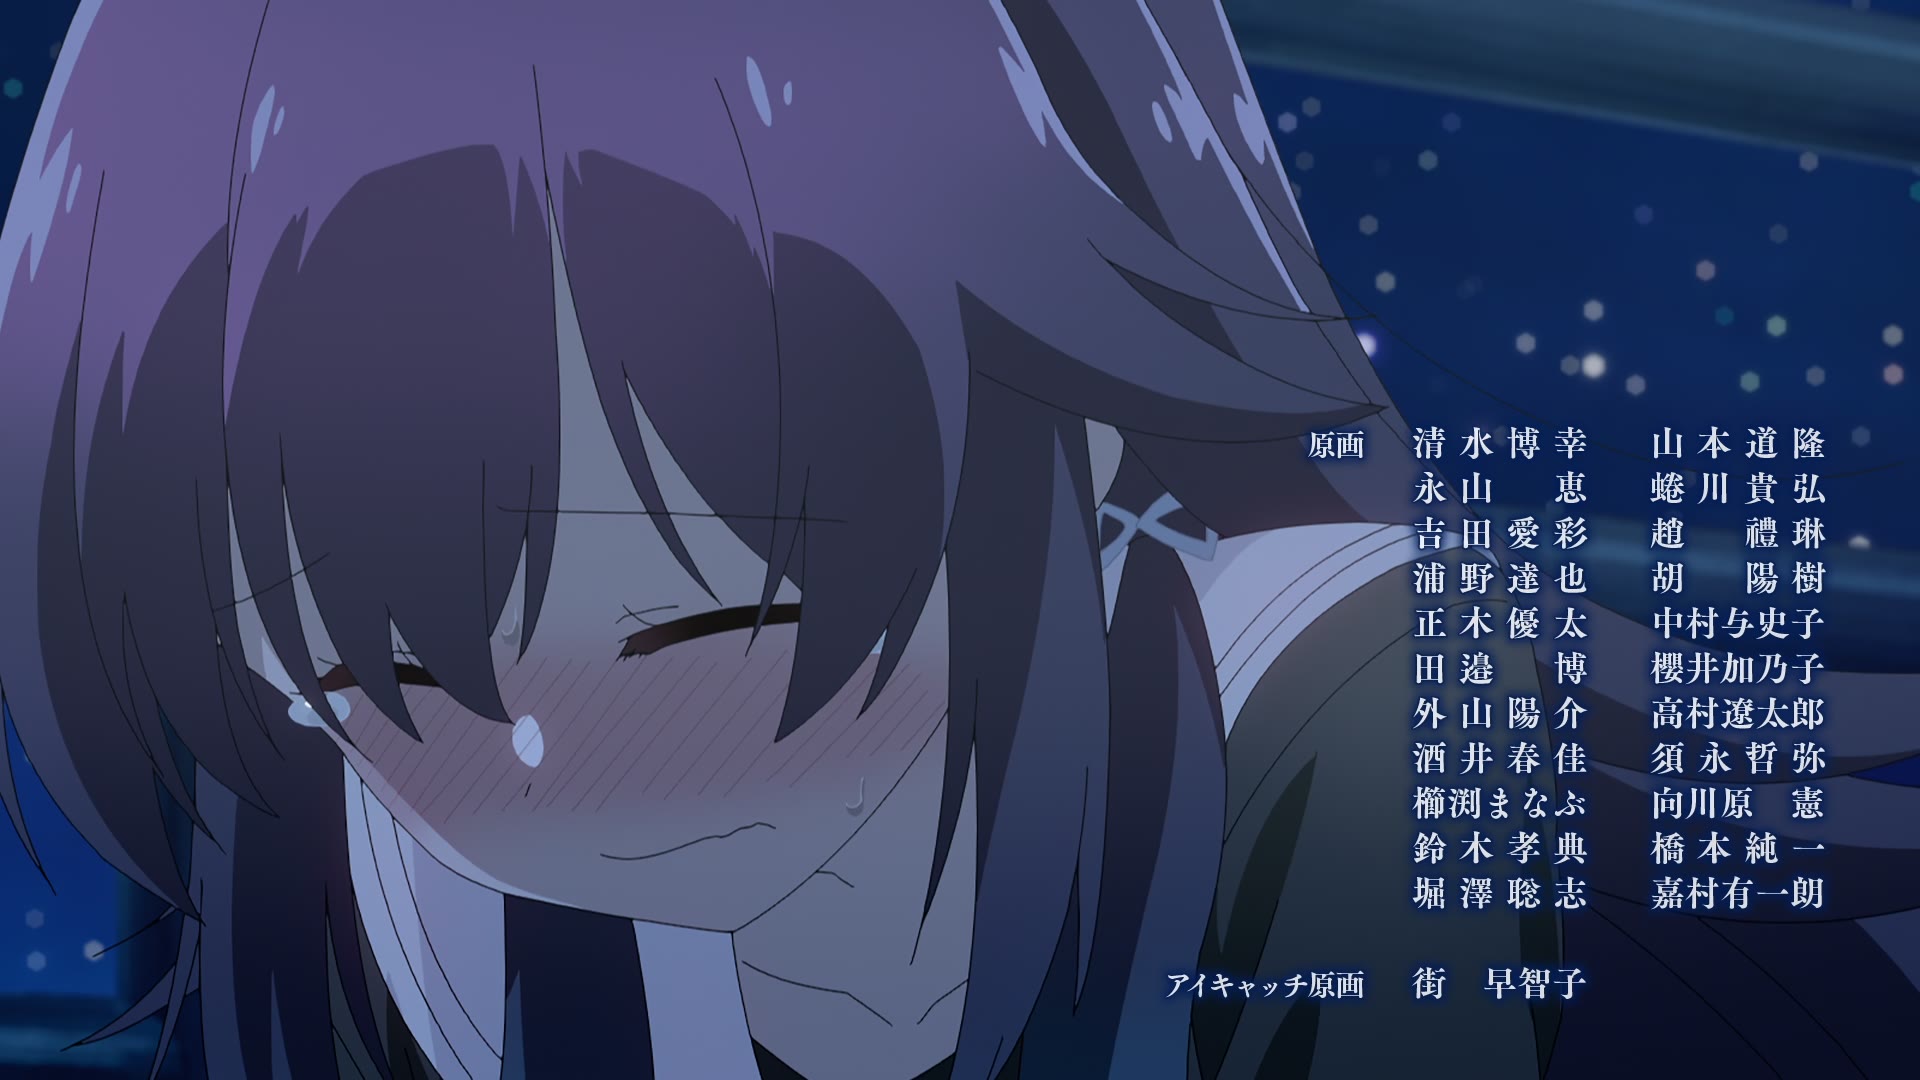 原画 清水博幸 山本道隆
永山 恵 蜷川貴弘
吉田愛彩 趙 禮琳
浦野達也 胡 陽樹
正木優太 中村与史子
田邉 博 櫻井加乃子
外山陽介 高村遼太郎
酒井春佳 須永哲弥
櫛渕まなぶ 向川原 憲
鈴木孝典 橋本純一
堀澤聡志 嘉村有一朗
アイキャッチ原画 街 早智子